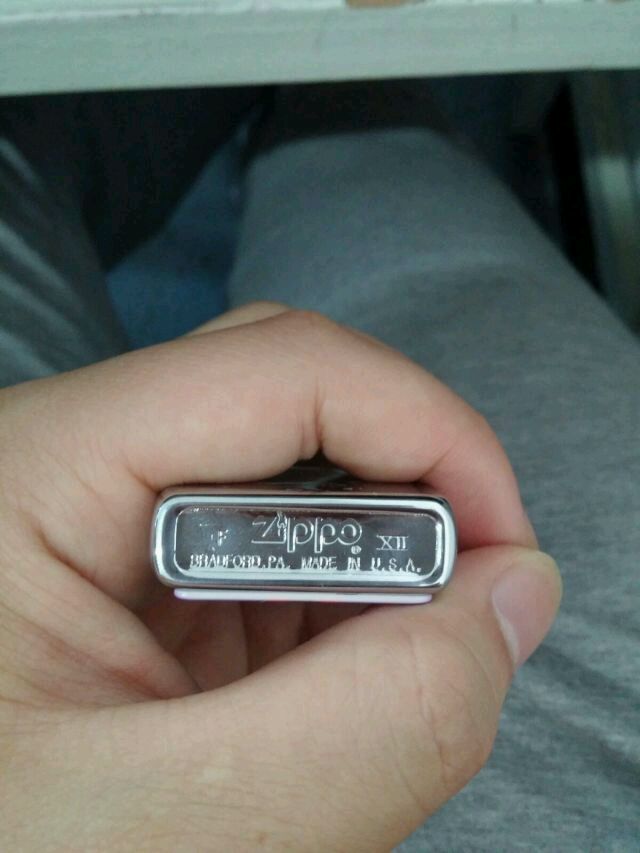 F Zippo ® XII
BRADFORD.PA. MADE IN U.S.A.